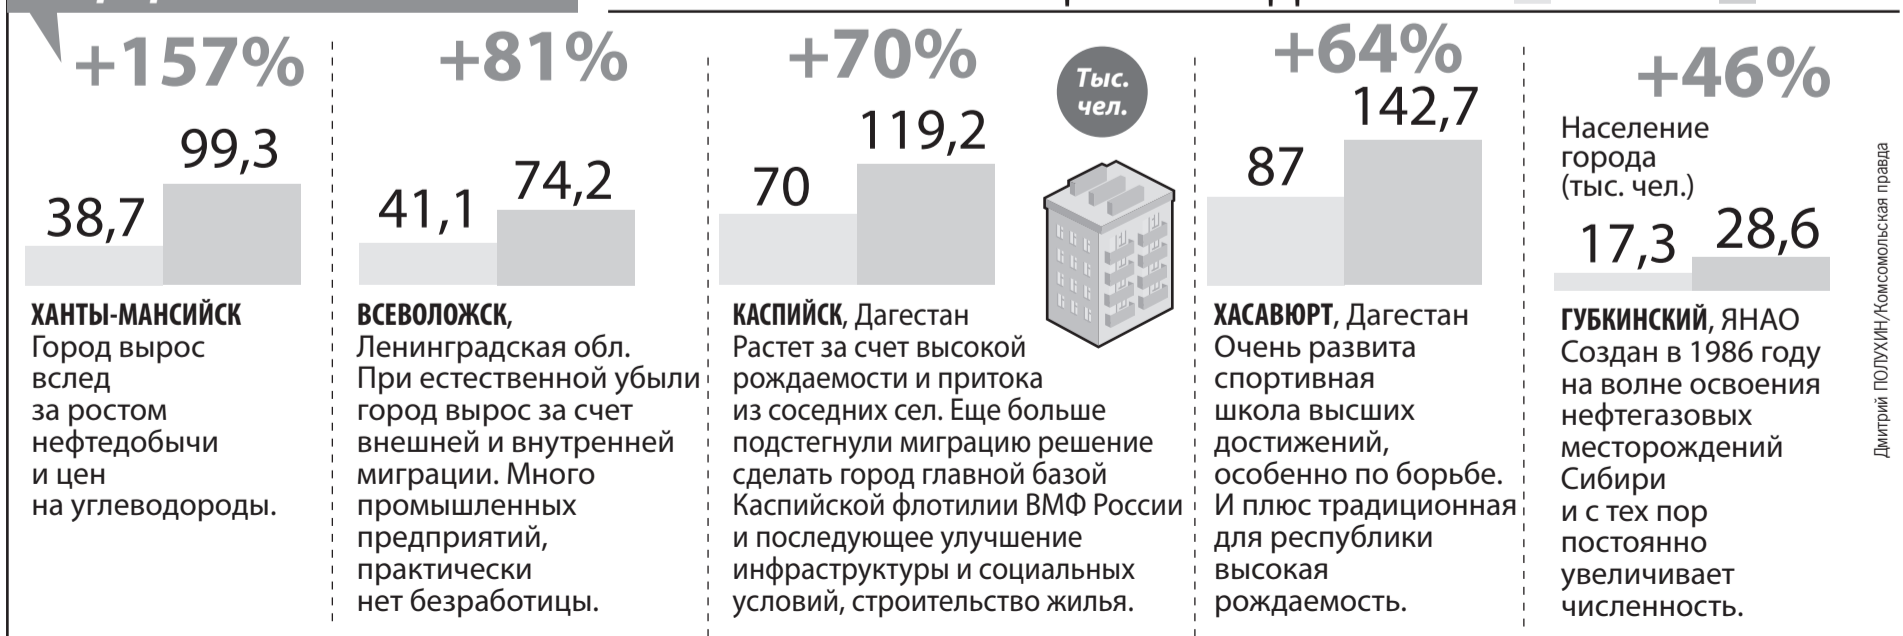 +157%
99,3
38,7
ХАНТЫ-МАНСИЙСК
Город вырос
вслед
за ростом
нефтедобычи
и цен
на углеводороды.
+81%
74,2
41,1
ВСЕВОЛОЖСК,
Ленинградская обл.
При естественной убыли
город вырос за счет
внешней и внутренней
миграции. Много
промышленных
предприятий,
практически
нет безработицы.
+70%
Тыс.
чел.
119,2
70
КАСПИЙСК, Дагестан
Растет за счет высокой
рождаемости и притока
из соседних сел. Еще больше
подстегнули миграцию решение
сделать город главной базой
Каспийской флотилии ВМФ России
и последующее улучшение
инфраструктуры и социальных
условий, строительство жилья.
+64%
142,7
87
ХАСАВЮРТ, Дагестан
Очень развита
спортивная
школа высших
достижений,
особенно по борьбе.
И плюс традиционная
для республики
высокая
рождаемость.
+46%
Население
города
(тыс. чел.)
28,6
17,3
ГУБКИНСКИЙ, ЯНАО
Создан в 1986 году
на волне освоения
нефтегазовых
месторождений
Сибири
и с тех пор
постоянно
увеличивает
численность.
Дмитрий ПОЛУХИН/Комсомольская правда